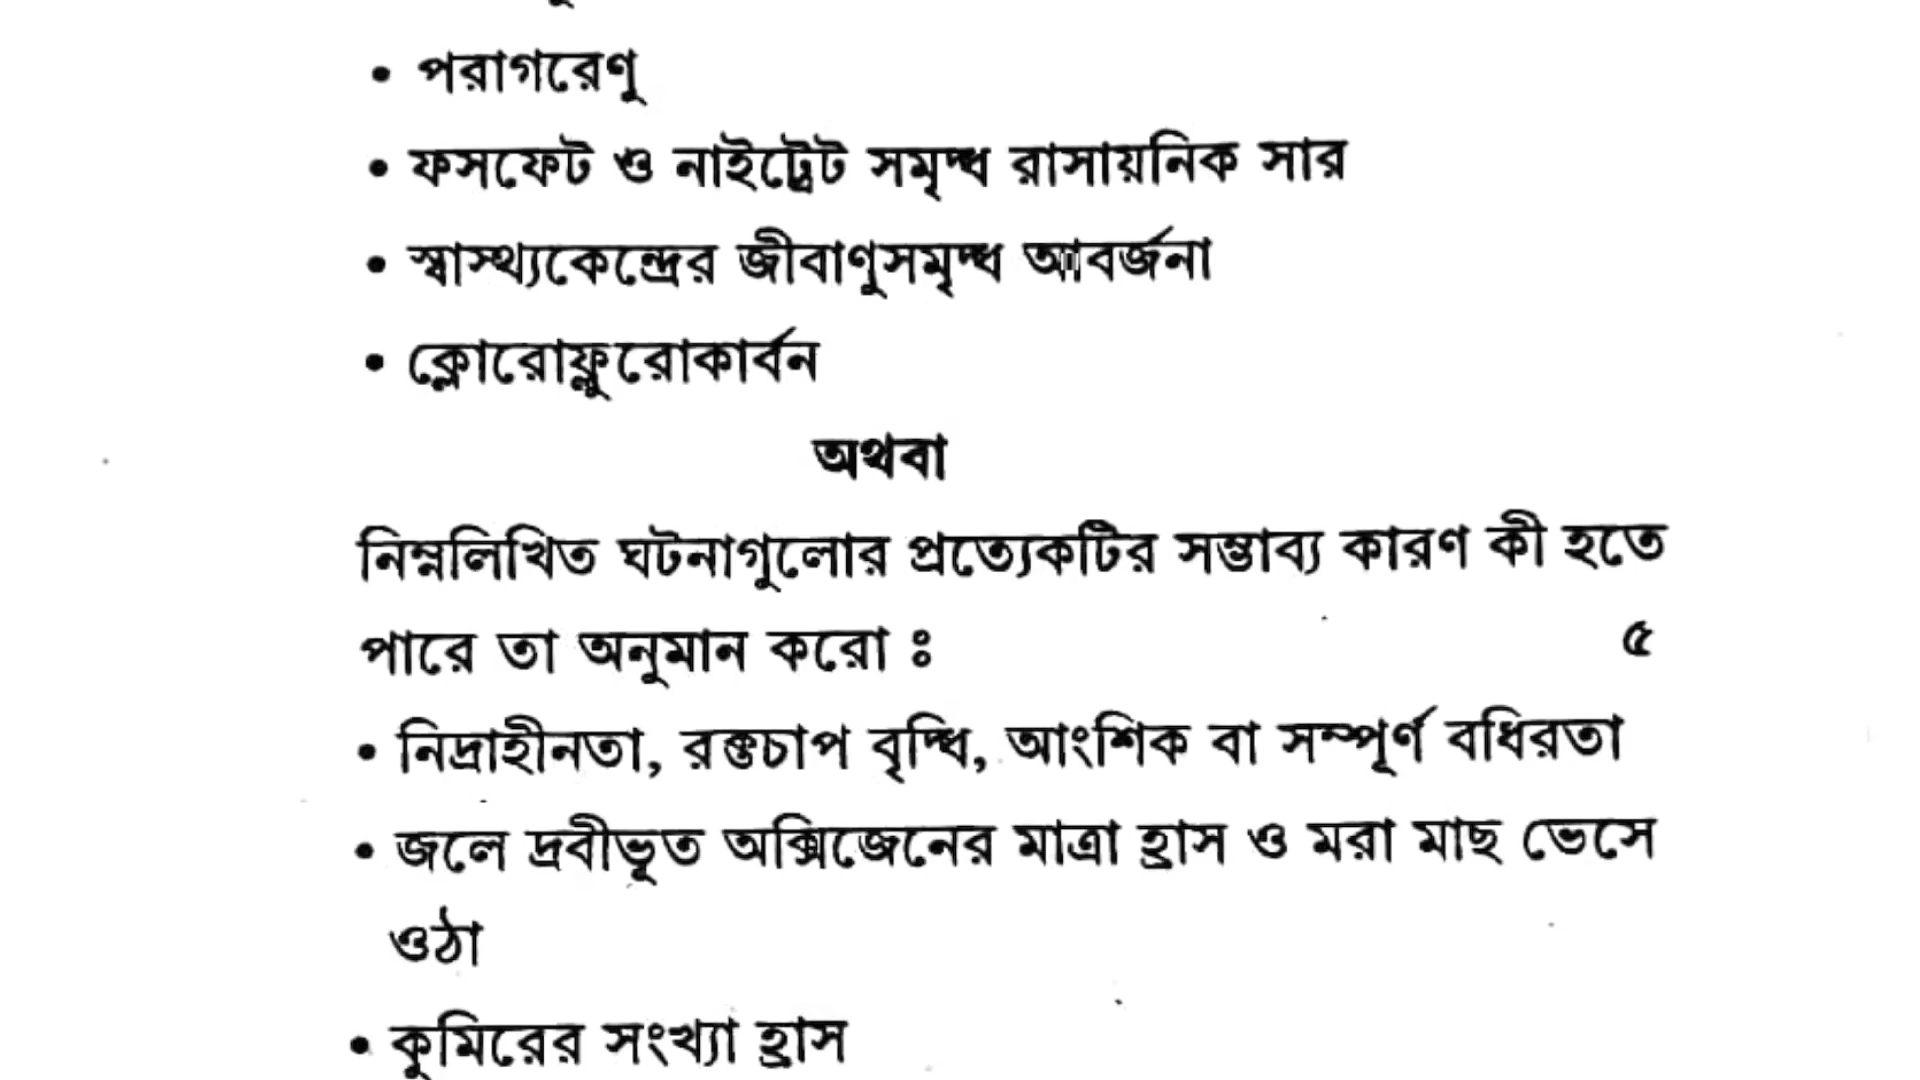 • পরাগরেণু
• ফসফেট ও নাইট্রেট সমৃদ্ধ রাসায়নিক সার
• স্বাস্থ্যকেন্দ্রের জীবাণুসমৃদ্ধ আবর্জনা
• ক্লোরোফ্লুরোকার্বন
অথবা
নিম্নলিখিত ঘটনাগুলোর প্রত্যেকটির সম্ভাব্য কারণ কী হতে
পারে তা অনুমান করো ঃ ৫
• নিদ্রাহীনতা, রক্তচাপ বৃদ্ধি, আংশিক বা সম্পূর্ণ বধিরতা
• জলে দ্রবীভূত অক্সিজেনের মাত্রা হ্রাস ও মরা মাছ ভেসে
ওঠা
• কুমিরের সংখ্যা হ্রাস